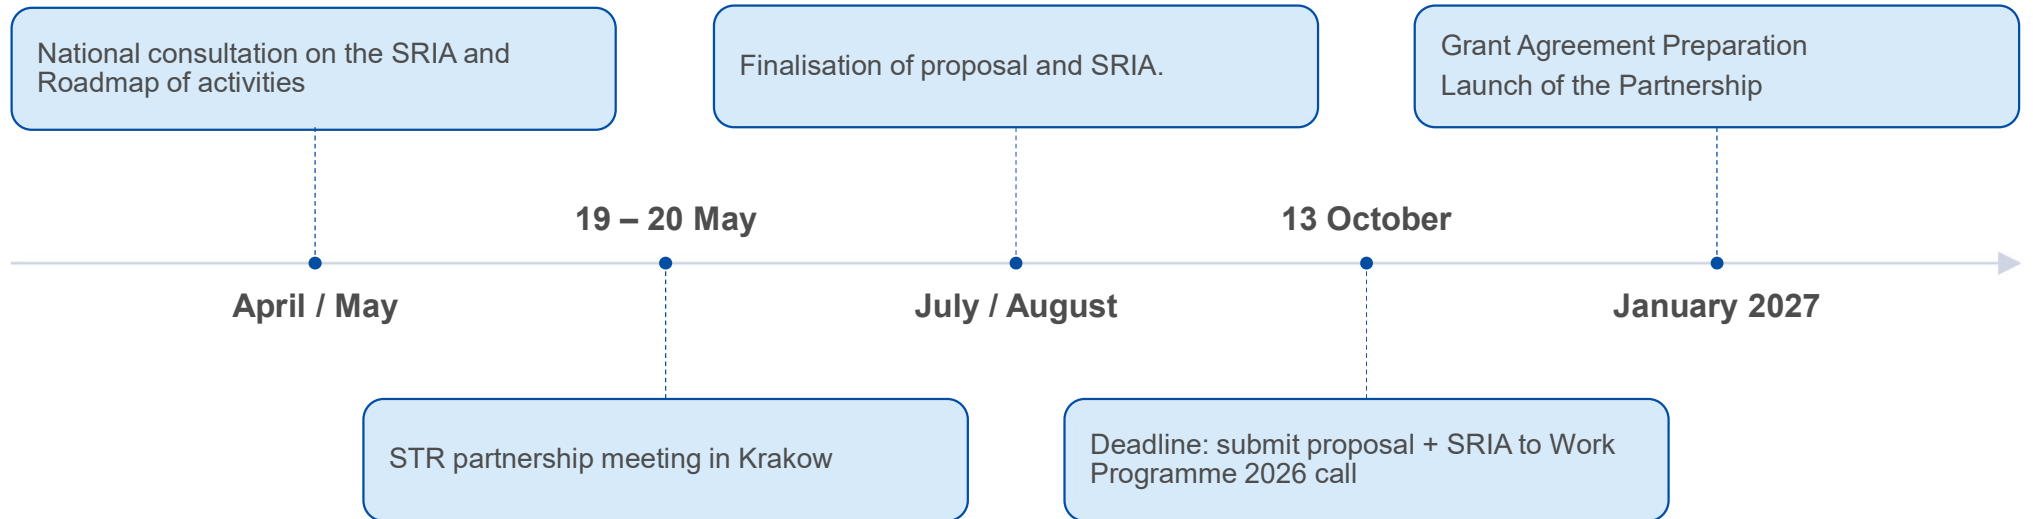 National consultation on the SRIA and
Roadmap of activities
Finalisation of proposal and SRIA.
Grant Agreement Preparation
Launch of the Partnership
19 – 20 May
13 October
April / May
July / August
January 2027
STR partnership meeting in Krakow
Deadline: submit proposal + SRIA to Work
Programme 2026 call